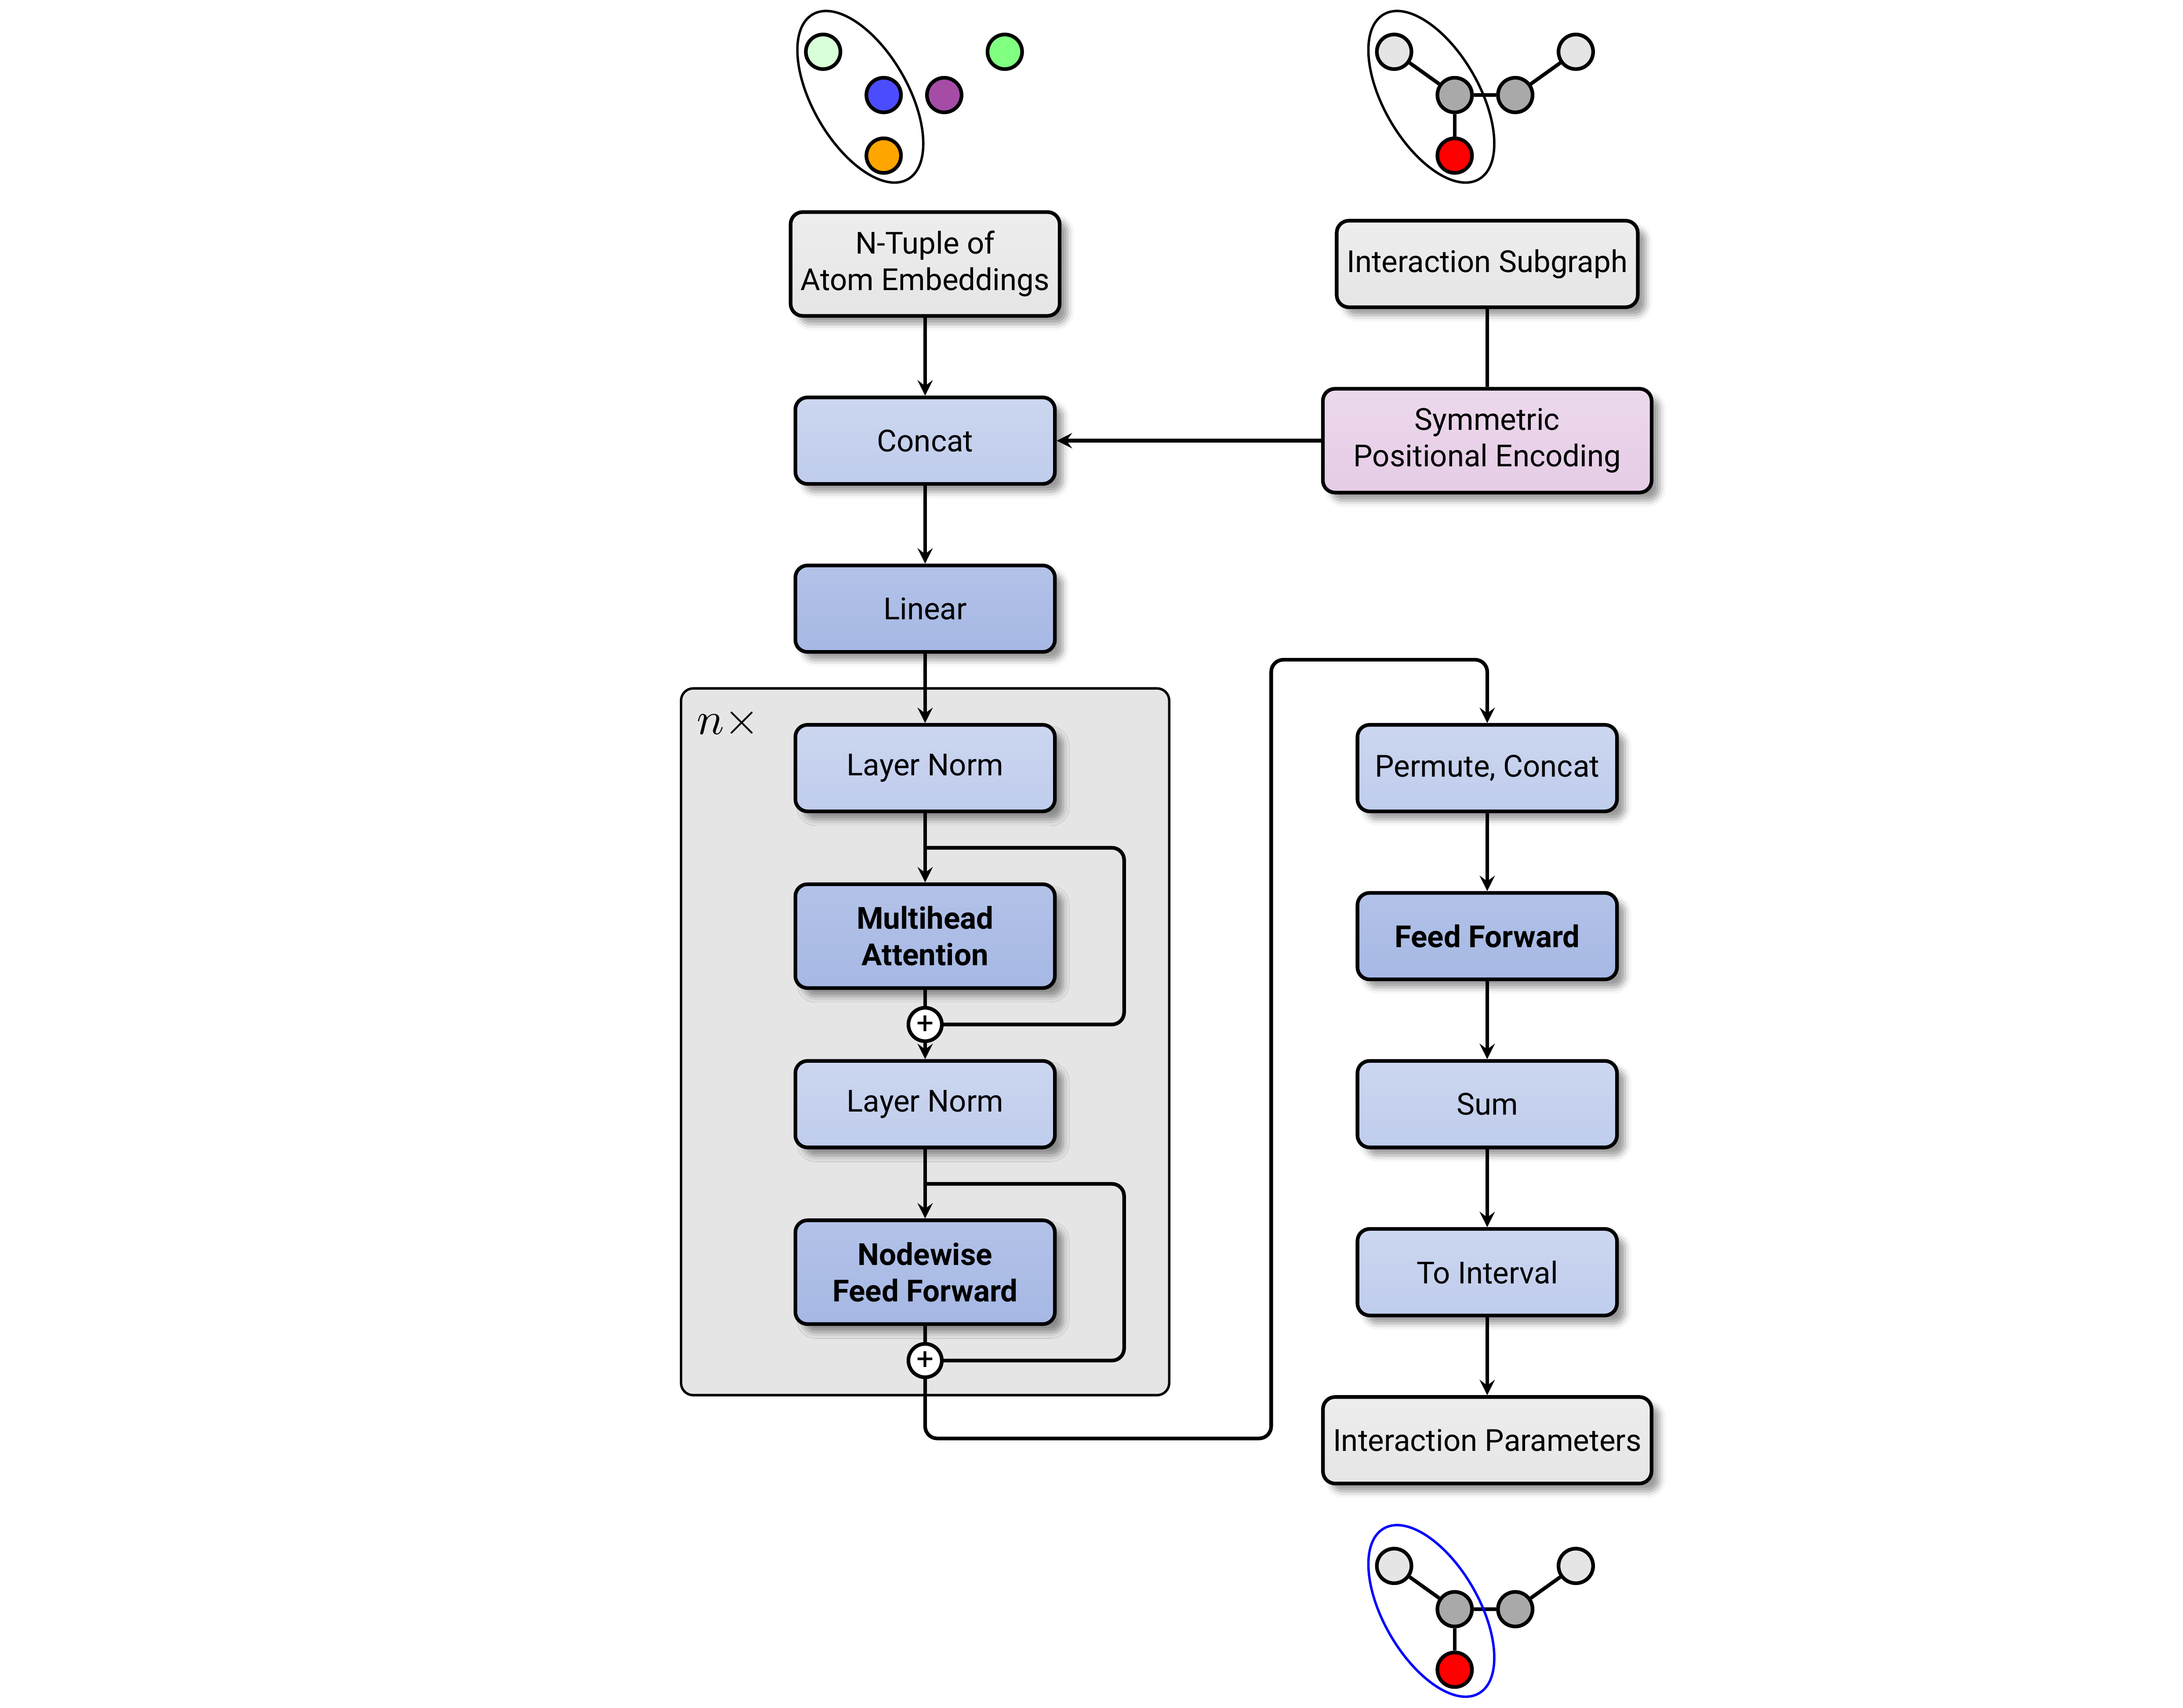 N-Tuple of
Atom Embeddings
Interaction Subgraph
Concat
Symmetric
Positional Encoding
Linear
n×
Layer Norm
Multihead
Attention
+
Layer Norm
Nodewise
Feed Forward
+
Permute, Concat
Feed Forward
Sum
To Interval
Interaction Parameters